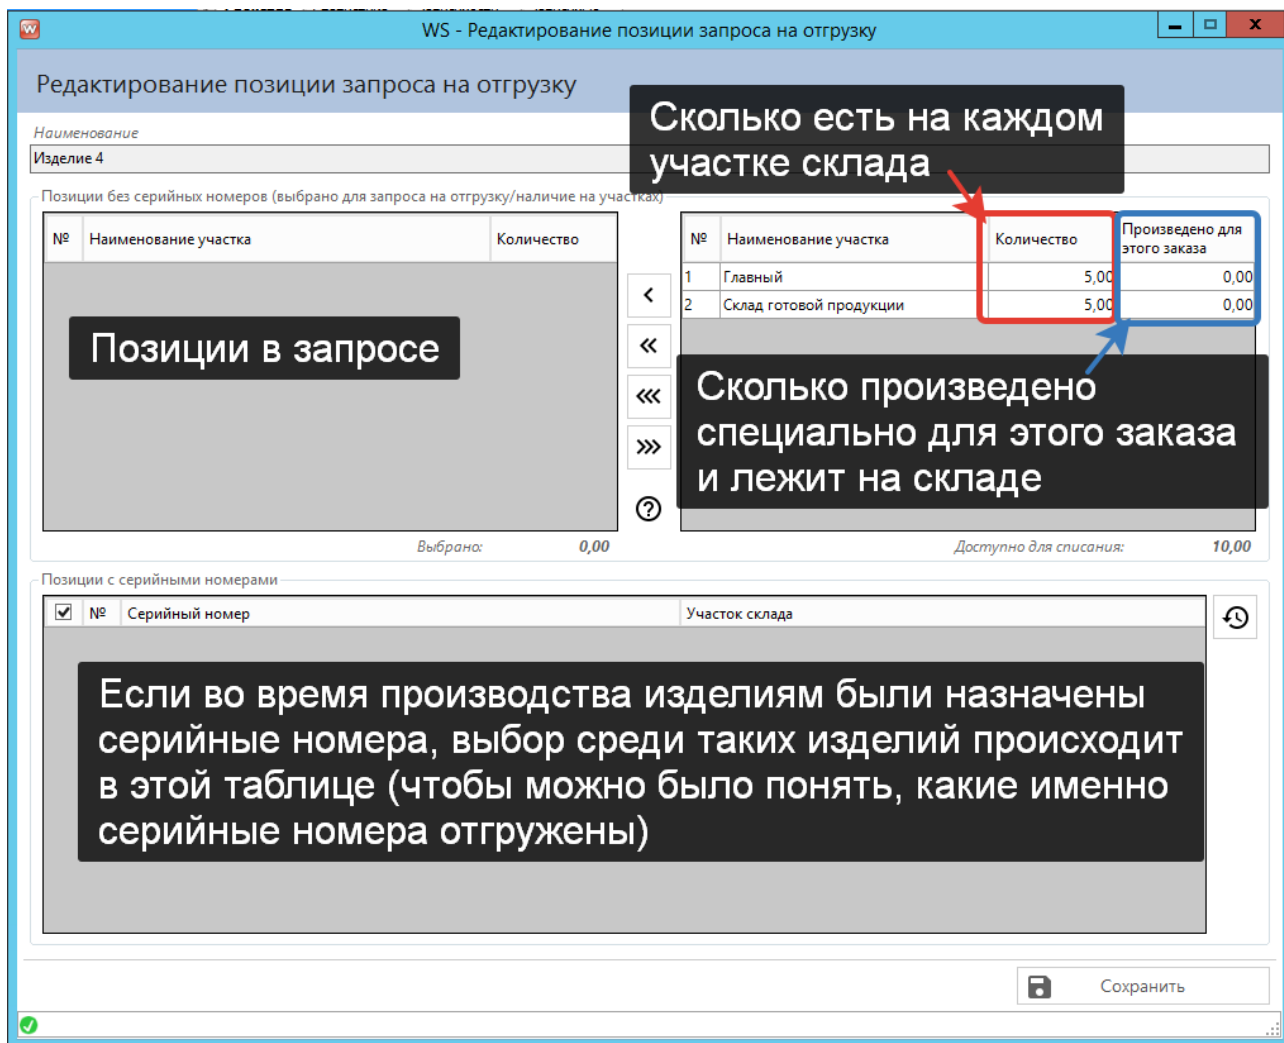 WS - Редактирование позиции запроса на отгрузку
Редактирование позиции запроса на отгрузку
Сколько есть на каждом
участке склада
Наименование
Изделие 4
Позиции без серийных номеров (выбрано для запроса на отгрузку/наличие на участках)
№ Наименование участка Количество
№ Наименование участка Количество Произведено для
этого заказа
1 Главный 5,00 0,00
2 Склад готовой продукции 5,00 0,00
Позиции в запросе
Сколько произведено
специально для этого заказа
и лежит на складе
Выбрано: 0,00
Доступно для списания: 10,00
Позиции с серийными номерами
№ Серийный номер Участок склада
Если во время производства изделиям были назначены
серийные номера, выбор среди таких изделий происходит
в этой таблице (чтобы можно было понять, какие именно
серийные номера отгружены)
Сохранить